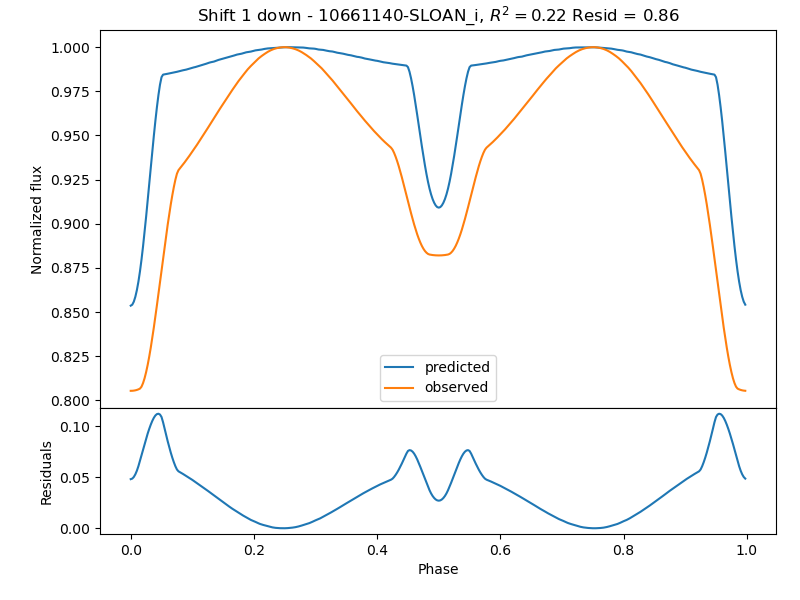 Shift 1 down - 10661140-SLOAN_i, R² = 0.22 Resid = 0.86
1.000
0.975
0.950
0.925
0.900
0.875
0.850
0.825
0.800
Normalized flux
predicted
observed
0.10
0.05
0.00
Residuals
0.0 0.2 0.4 0.6 0.8 1.0
Phase